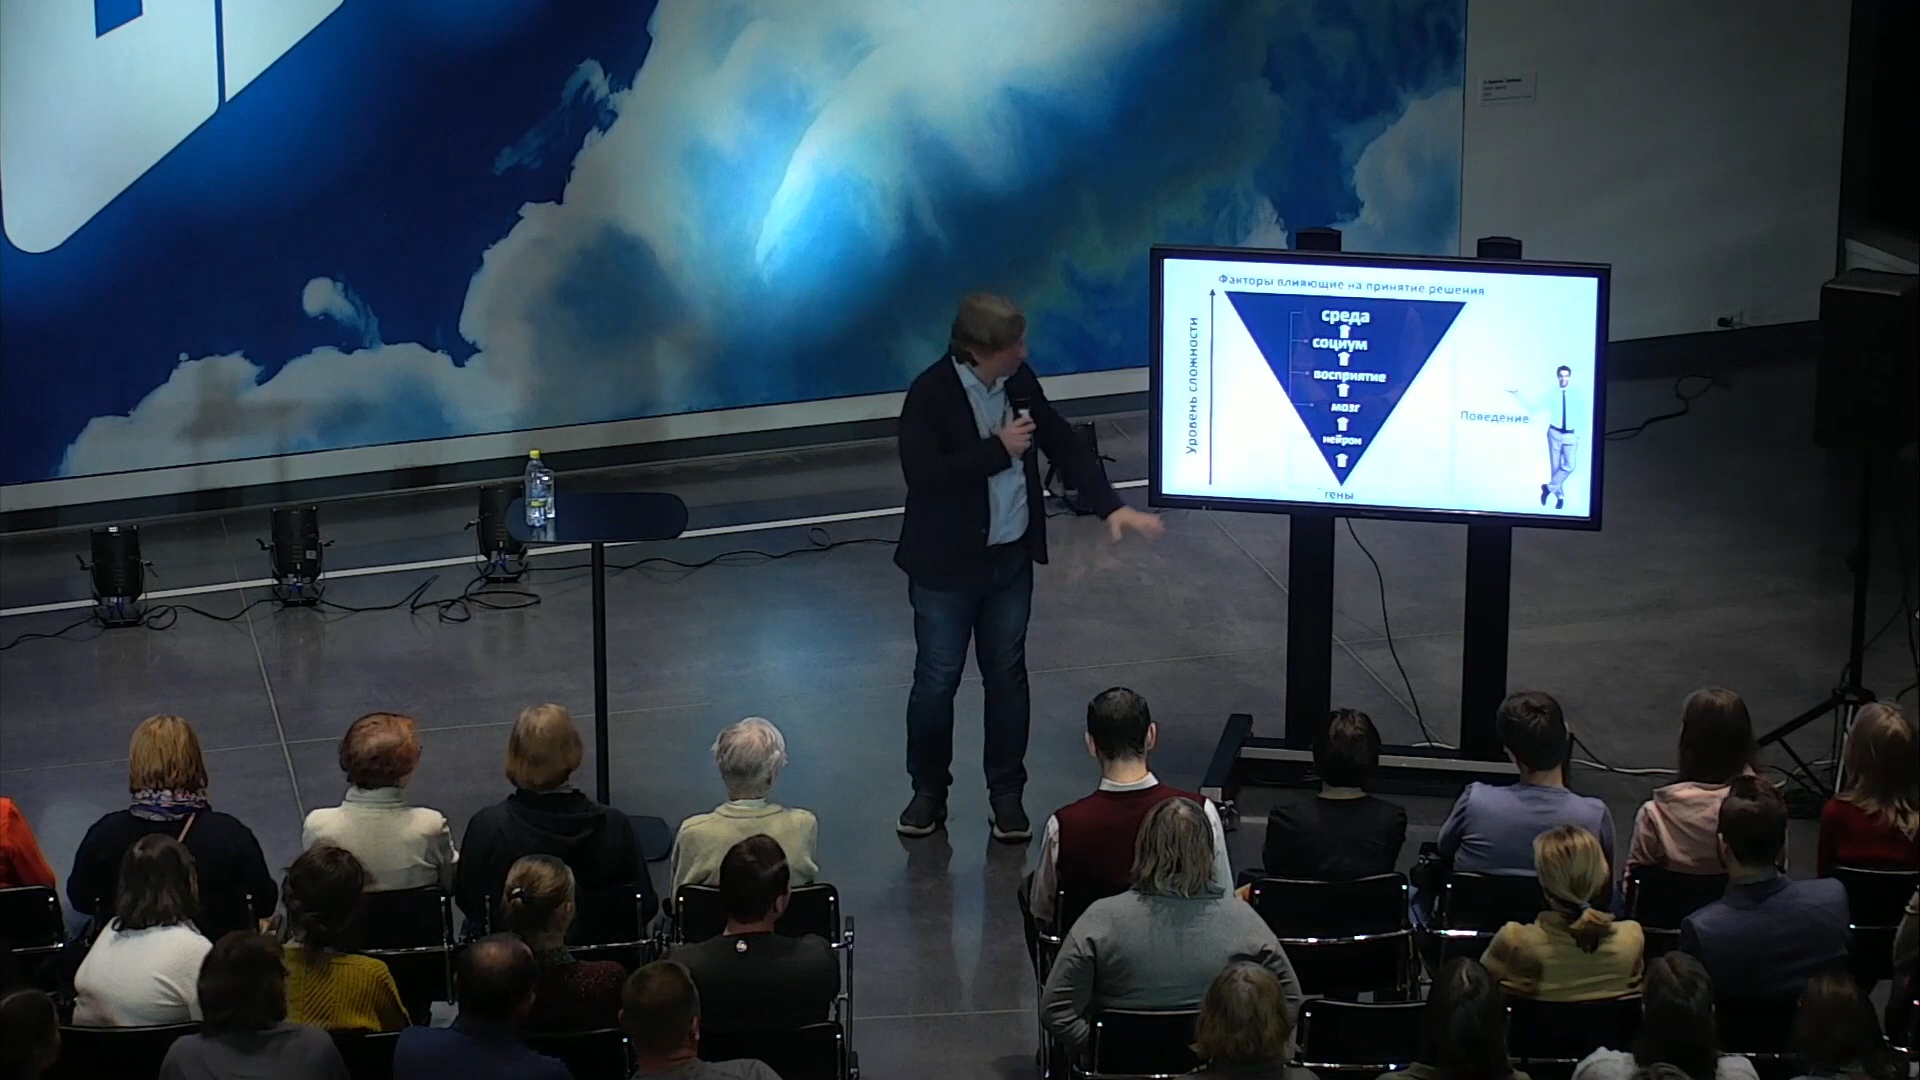 Факторы влияющие на принятие решения
Уровень сложности
среда
социум
восприятие
мозг
нейрон
гены
Поведение